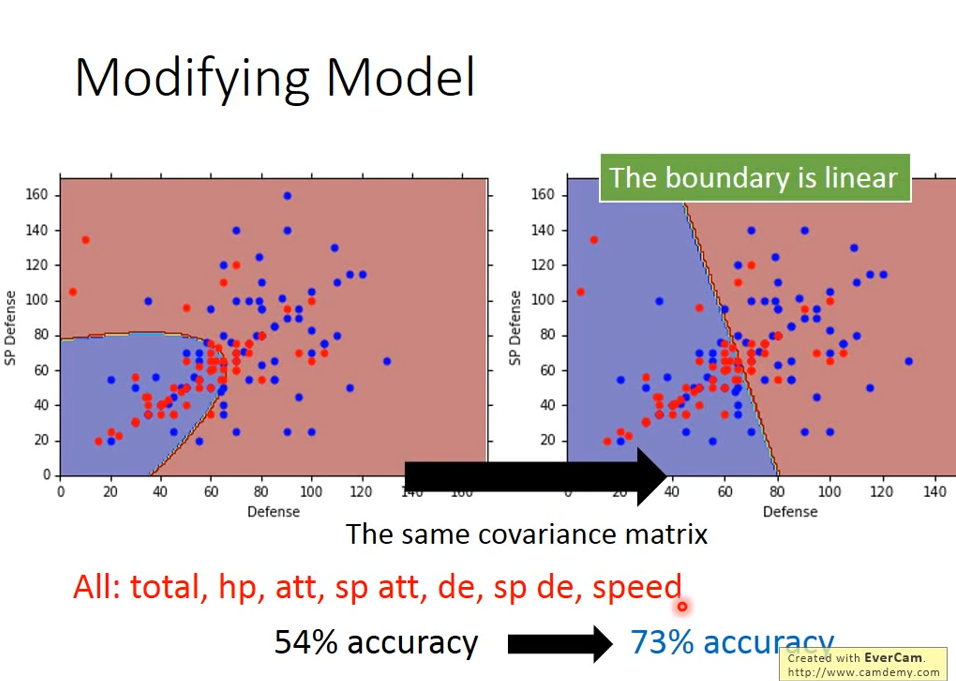 Modifying Model
The boundary is linear
160
140
120
100
80
60
40
20
0
SP Defense
0 20 40 60 80 100 120 140 160
Defense
160
140
120
100
80
60
40
20
0 20 40 60 80 100 120 140
SP Defense
Defense
The same covariance matrix
All: total, hp, att, sp att, de, sp de, speed
54% accuracy 73% accuracy
Created with EverCam.
http://www.camdemy.com